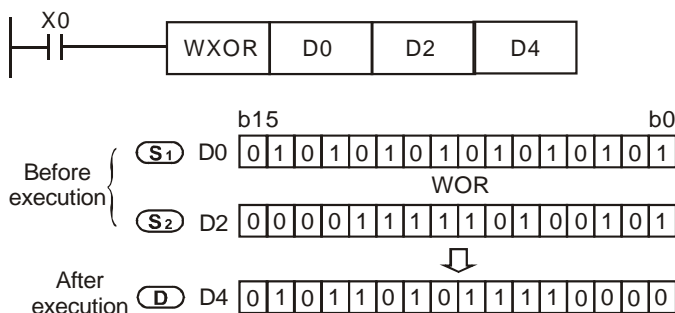 X0
WXOR D0 D2 D4
b15 b0
Before execution
S1 D0 0 1 0 1 0 1 0 1 0 1 0 1 0 1 0 1
WOR
S2 D2 0 0 0 0 1 1 1 1 1 0 1 0 0 1 0 1
After execution
D D4 0 1 0 1 1 0 1 0 1 1 1 1 0 0 0 0